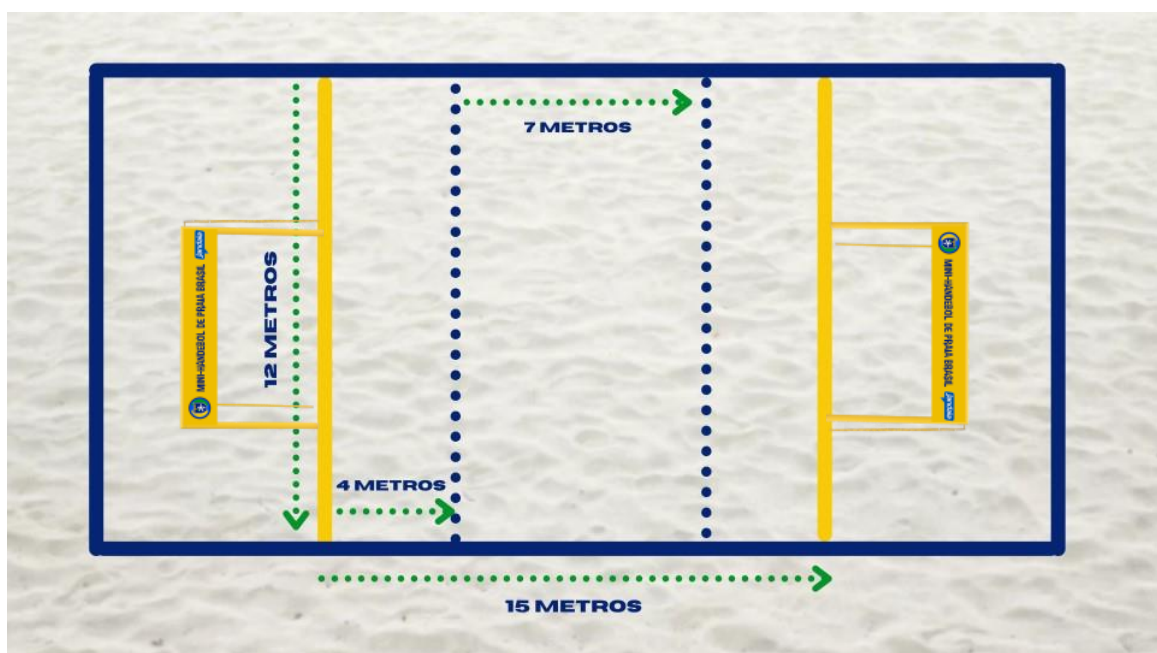 7 METROS
12 METROS
MINI-HANDEBOL DE PRAIA BRASIL
MINI-HANDEBOL DE PRAIA BRASIL
4 METROS
15 METROS